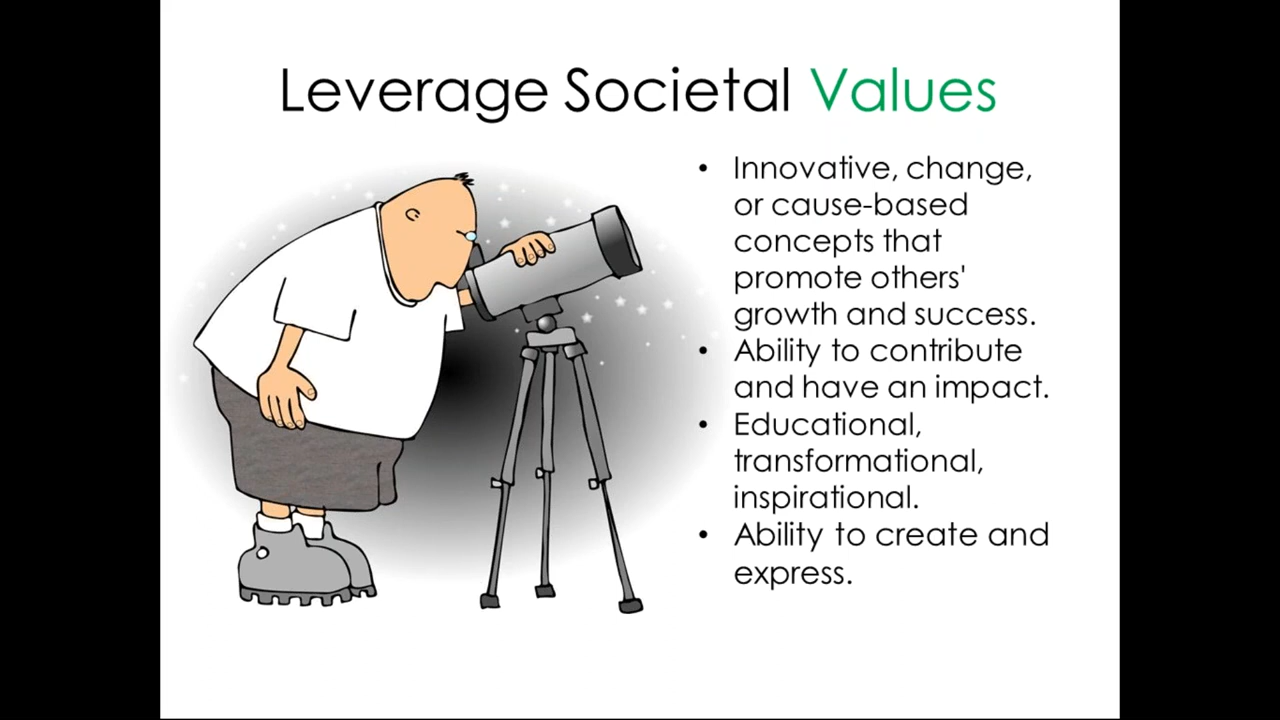 Leverage Societal Values
• Innovative, change,
or cause-based
concepts that
promote others'
growth and success.
• Ability to contribute
and have an impact.
• Educational,
transformational,
inspirational.
• Ability to create and
express.